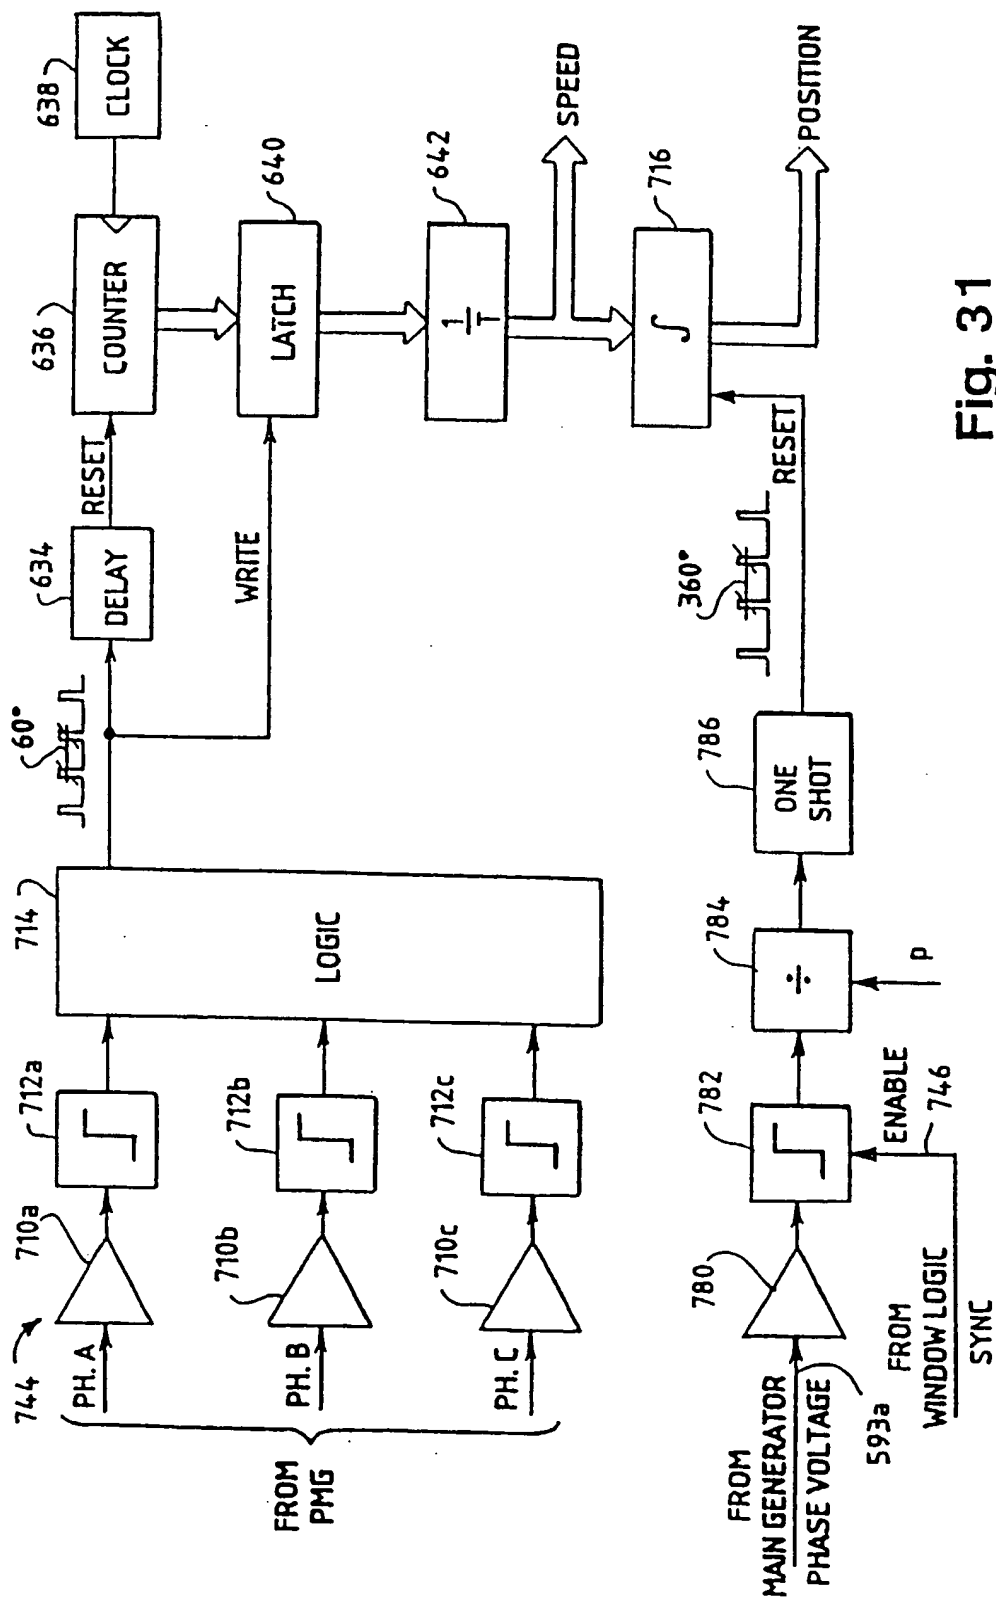 744
FROM
PMG
PH. A
PH. B
PH. C
710a
710b
710c
712a
712b
712c
714
LOGIC
60°
634
DELAY
RESET
WRITE
636
COUNTER
638
CLOCK
640
LATCH
642
1
T
SPEED
716
∫
POSITION
FROM
MAIN GENERATOR
PHASE VOLTAGE
593a
780
782
FROM
WINDOW LOGIC
SYNC
ENABLE
746
784
÷
P
786
ONE
SHOT
360°
RESET
Fig. 31